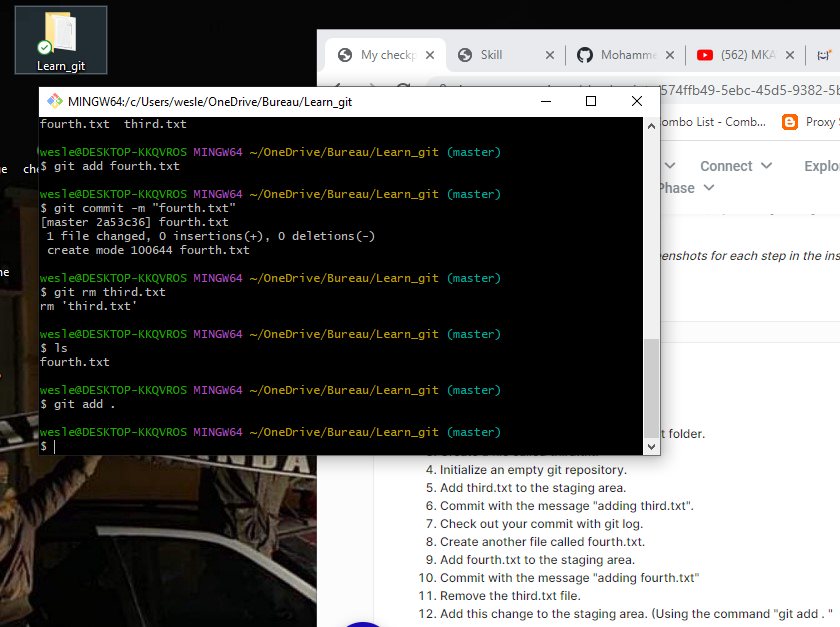 Learn_git
My checkp
Skill
Mohamme
(562) MKA
MINGW64:/c/Users/wesle/OneDrive/Bureau/Learn_git
574ffb49-5ebc-45d5-9382-5b
ombo List - Comb...
Proxy
fourth.txt  third.txt
wesle@DESKTOP-KKQVROS MINGW64 ~/OneDrive/Bureau/Learn_git (master)
$ git add fourth.txt
wesle@DESKTOP-KKQVROS MINGW64 ~/OneDrive/Bureau/Learn_git (master)
$ git commit -m "fourth.txt"
[master 2a53c36] fourth.txt
1 file changed, 0 insertions(+), 0 deletions(-)
create mode 100644 fourth.txt
wesle@DESKTOP-KKQVROS MINGW64 ~/OneDrive/Bureau/Learn_git (master)
$ git rm third.txt
rm 'third.txt'
wesle@DESKTOP-KKQVROS MINGW64 ~/OneDrive/Bureau/Learn_git (master)
$ ls
fourth.txt
wesle@DESKTOP-KKQVROS MINGW64 ~/OneDrive/Bureau/Learn_git (master)
$ git add .
wesle@DESKTOP-KKQVROS MINGW64 ~/OneDrive/Bureau/Learn_git (master)
$
Connect
Explo
Phase
enshots for each step in the ins
t folder.
4. Initialize an empty git repository.
5. Add third.txt to the staging area.
6. Commit with the message "adding third.txt".
7. Check out your commit with git log.
8. Create another file called fourth.txt.
9. Add fourth.txt to the staging area.
10. Commit with the message "adding fourth.txt"
11. Remove the third.txt file.
12. Add this change to the staging area. (Using the command "git add . "